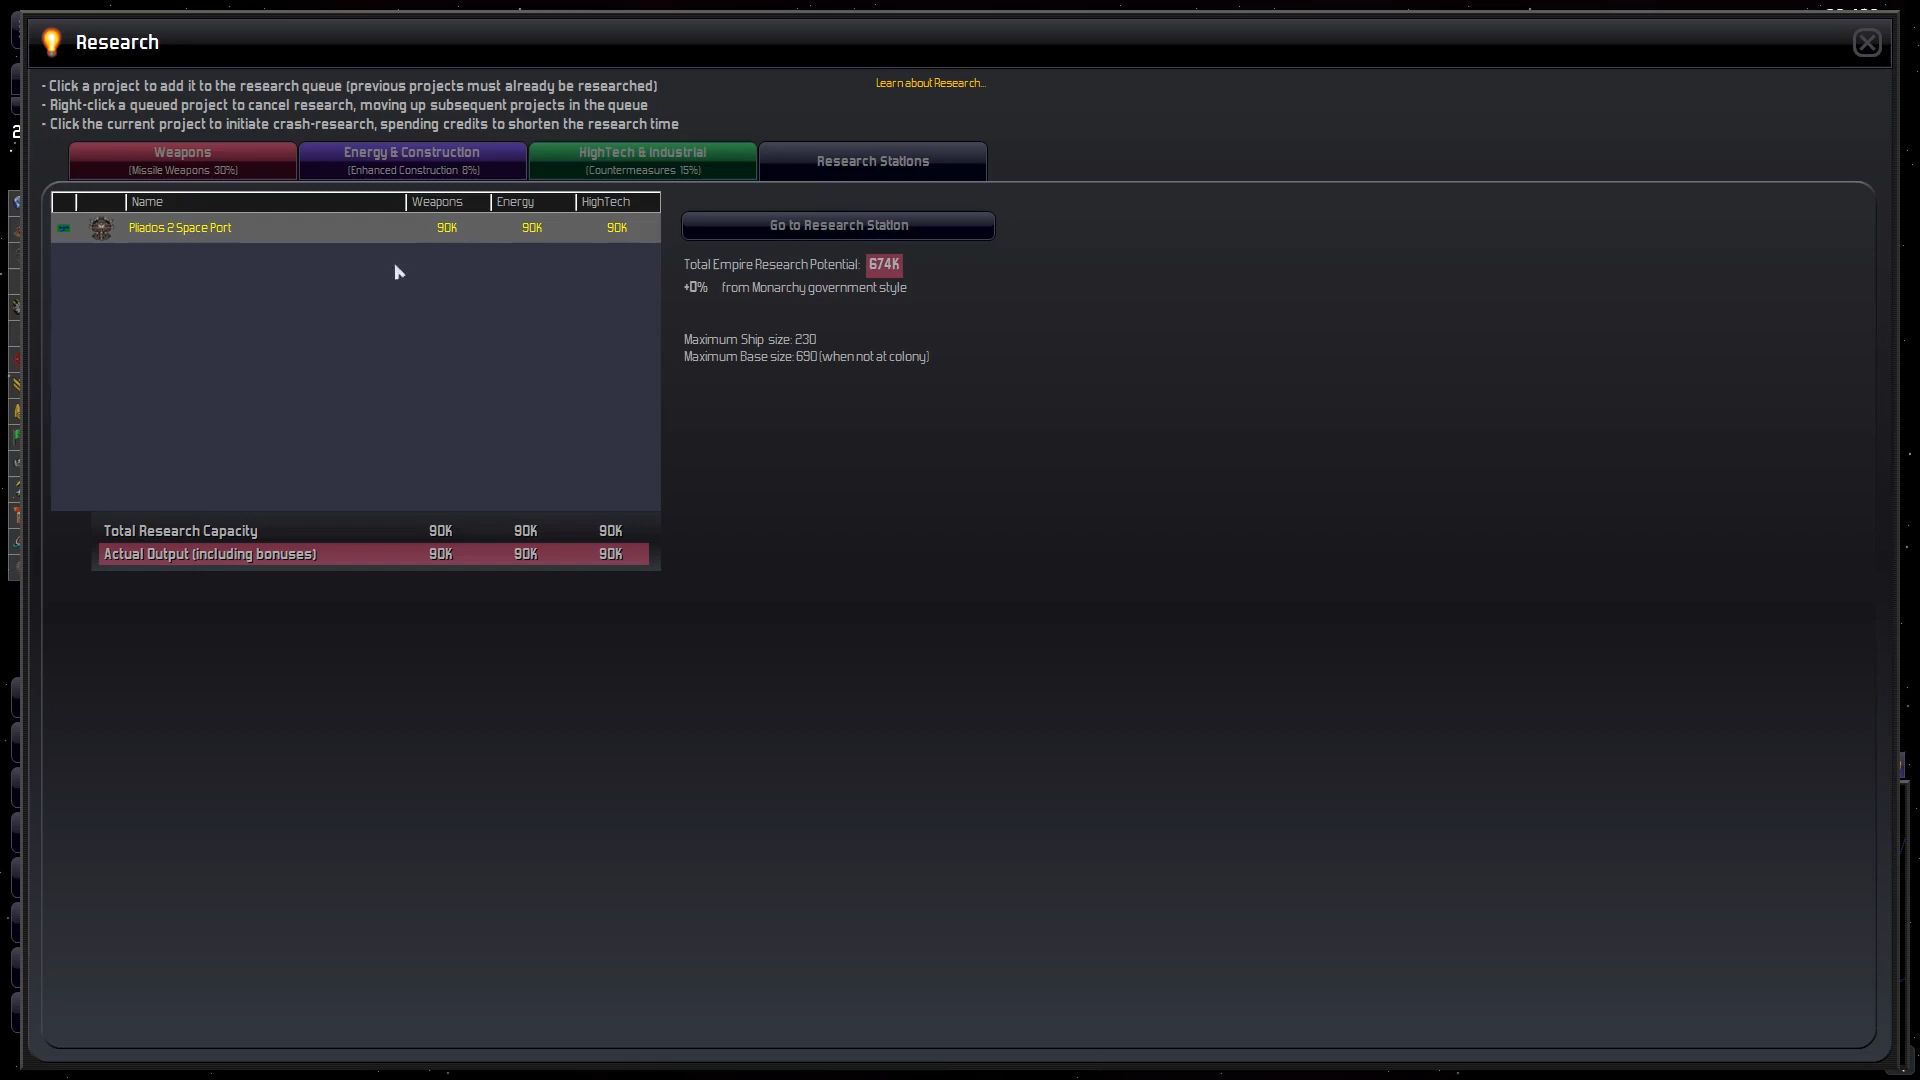 Research
- Click a project to add it to the research queue (previous projects must already be researched)
Learn about Research...
- Right-click a queued project to cancel research, moving up subsequent projects in the queue
- Click the current project to initiate crash-research, spending credits to shorten the research time
Weapons
(Missile Weapons 30%)
Energy & Construction
(Enhanced Construction 8%)
HighTech & Industrial
(Countermeasures 15%)
Research Stations
Name Weapons Energy HighTech
Pliados 2 Space Port 90K 90K 90K
Go to Research Station
Total Empire Research Potential: 674K
+0% from Monarchy government style
Maximum Ship size: 230
Maximum Base size: 690 (when not at colony)
Total Research Capacity 90K 90K 90K
Actual Output (including bonuses) 90K 90K 90K